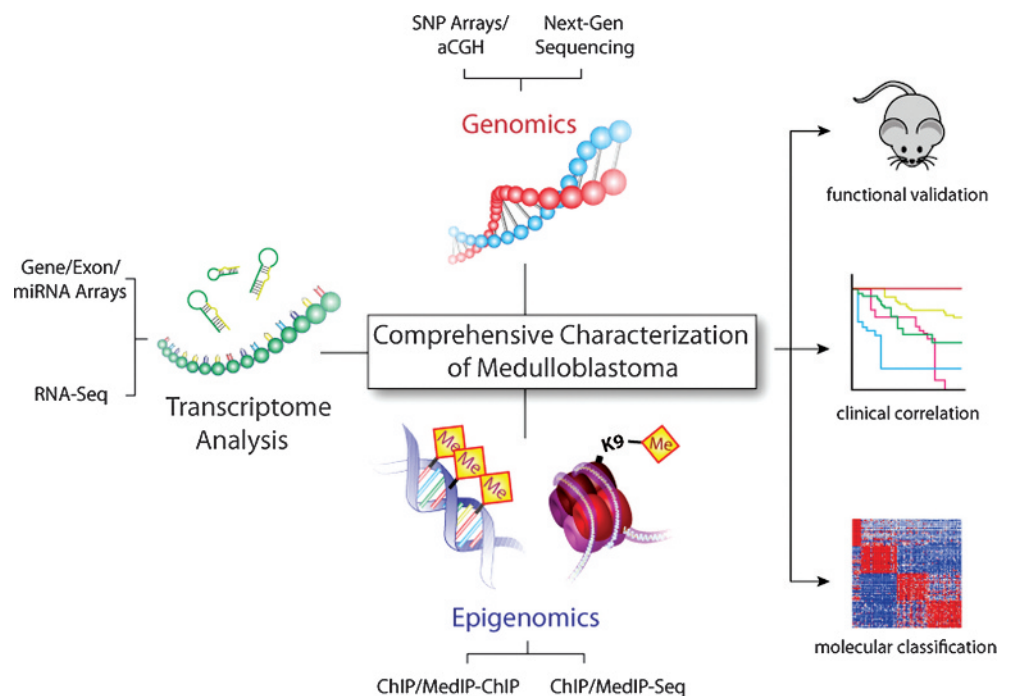 SNP Arrays/
aCGH
Next-Gen
Sequencing
Genomics
Gene/Exon/
miRNA Arrays
RNA-Seq
Transcriptome
Analysis
Comprehensive Characterization
of Medulloblastoma
Me
Me
Me
K9
Me
Epigenomics
ChIP/MedIP-ChIP
ChIP/MedIP-Seq
functional validation
clinical correlation
molecular classification